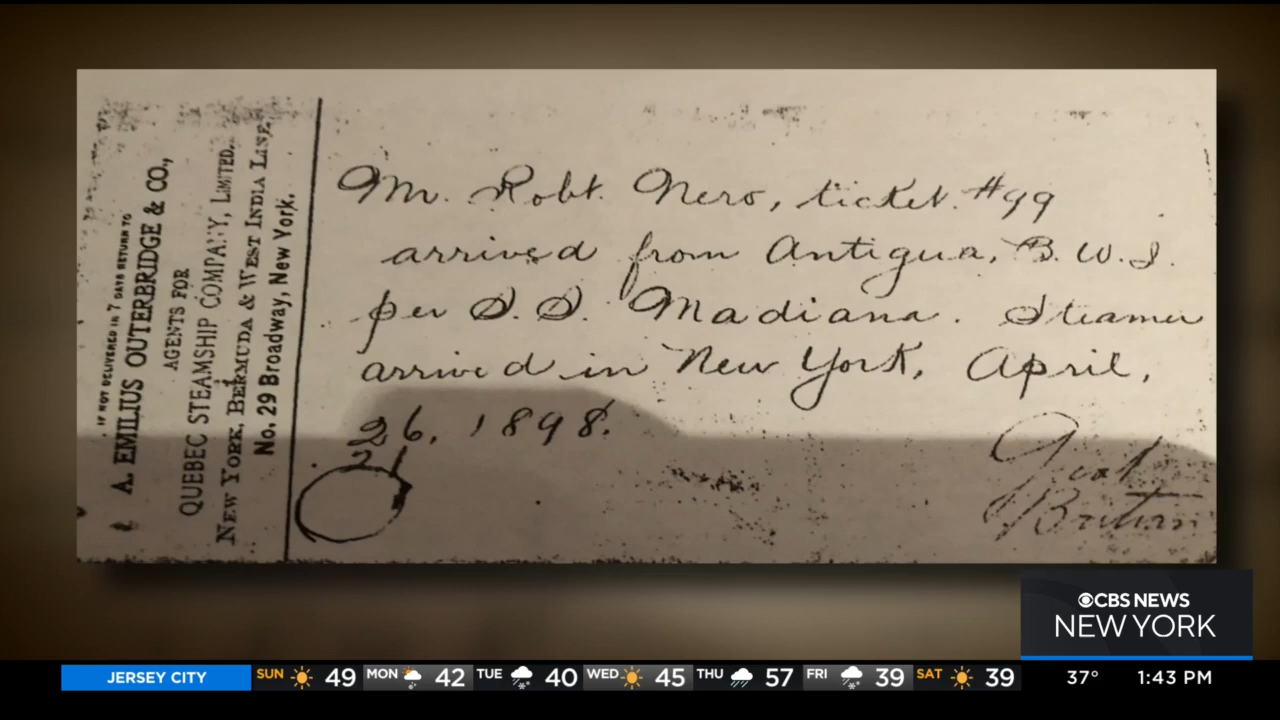 . IF NOT DELIVERED IN 7 DAYS RETURN TO
A. EMILIUS OUTERBRIDGE & CO.,
AGENTS FOR
QUEBEC STEAMSHIP COMPANY, LIMITED.
NEW YORK, BERMUDA & WEST INDIA LINE,
No. 29 Broadway, New York.
Mr. Robt. Nero, ticket #99
arrived from Antigua, B.W.I.
per S.S. Madiana. Steamer
arrived in New York, April,
26, 1898.
21
Great
Britain
CBS NEWS
NEW YORK
JERSEY CITY SUN 49 MON 42 TUE 40 WED 45 THU 57 FRI 39 SAT 39 37° 1:43 PM